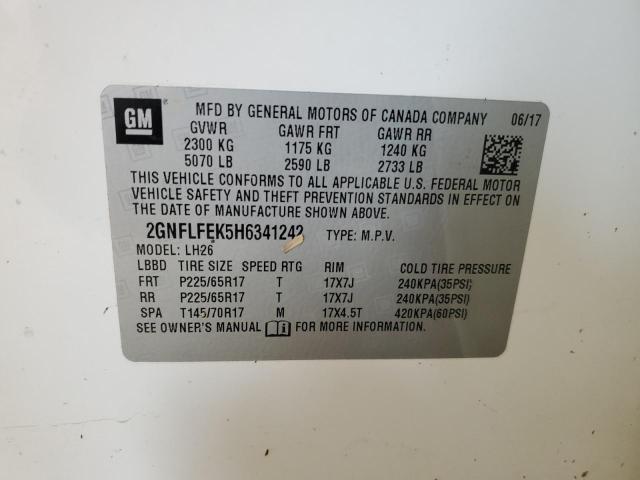 GM
MFD BY GENERAL MOTORS OF CANADA COMPANY 06/17
GVWR GAWR FRT GAWR RR
2300 KG 1175 KG 1240 KG
5070 LB 2590 LB 2733 LB
THIS VEHICLE CONFORMS TO ALL APPLICABLE U.S. FEDERAL MOTOR
VEHICLE SAFETY AND THEFT PREVENTION STANDARDS IN EFFECT ON
THE DATE OF MANUFACTURE SHOWN ABOVE.
2GNFLFEK5H6341242 TYPE: M.P.V.
MODEL: LH26
LBBD TIRE SIZE SPEED RTG RIM COLD TIRE PRESSURE
FRT P225/65R17 T 17X7J 240KPA(35PSI)
RR P225/65R17 T 17X7J 240KPA(35PSI)
SPA T145/70R17 M 17X4.5T 420KPA(60PSI)
SEE OWNER'S MANUAL FOR MORE INFORMATION.